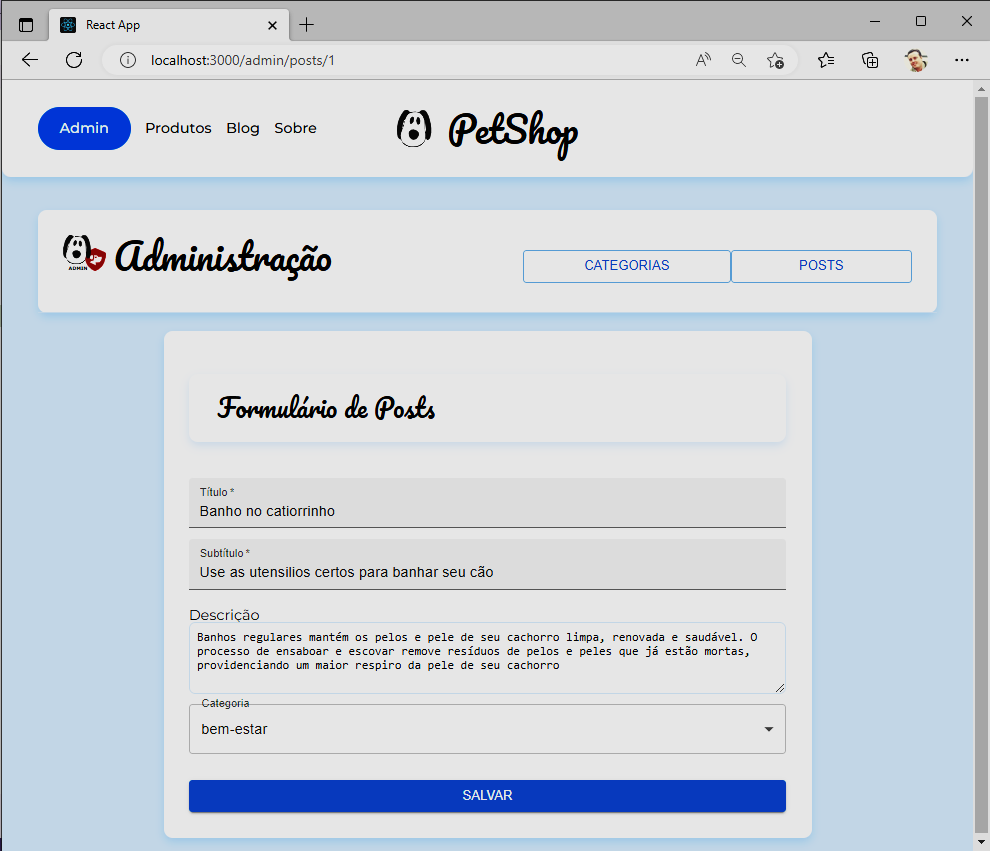 React App
localhost:3000/admin/posts/1
Admin Produtos Blog Sobre
PetShop
ADMIN
Administração
CATEGORIAS POSTS
Formulário de Posts
Título *
Banho no catiorrinho
Subtítulo *
Use as utensilios certos para banhar seu cão
Descrição
Banhos regulares mantém os pelos e pele de seu cachorro limpa, renovada e saudável. O
processo de ensaboar e escovar remove resíduos de pelos e peles que já estão mortas,
providenciando um maior respiro da pele de seu cachorro
Categoria
bem-estar
SALVAR